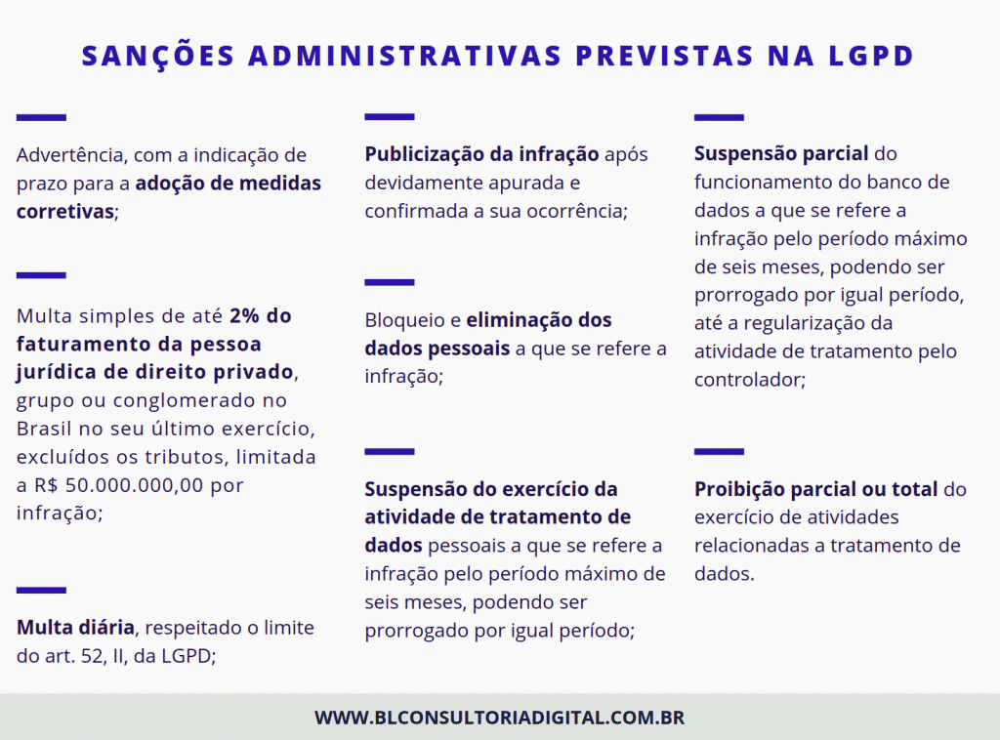 SANÇÕES ADMINISTRATIVAS PREVISTAS NA LGPD
Advertência, com a indicação de
prazo para a adoção de medidas
corretivas;
Multa simples de até 2% do
faturamento da pessoa
jurídica de direito privado,
grupo ou conglomerado no
Brasil no seu último exercício,
excluídos os tributos, limitada
a R$ 50.000.000,00 por
infração;
Multa diária, respeitado o limite
do art. 52, II, da LGPD;
Publicização da infração após
devidamente apurada e
confirmada a sua ocorrência;
Bloqueio e eliminação dos
dados pessoais a que se refere a
infração;
Suspensão do exercício da
atividade de tratamento de
dados pessoais a que se refere a
infração pelo período máximo de
seis meses, podendo ser
prorrogado por igual período;
Suspensão parcial do
funcionamento do banco de
dados a que se refere a
infração pelo período máximo
de seis meses, podendo ser
prorrogado por igual período,
até a regularização da
atividade de tratamento pelo
controlador;
Proibição parcial ou total do
exercício de atividades
relacionadas a tratamento de
dados.
WWW.BLCONSULTORIADIGITAL.COM.BR